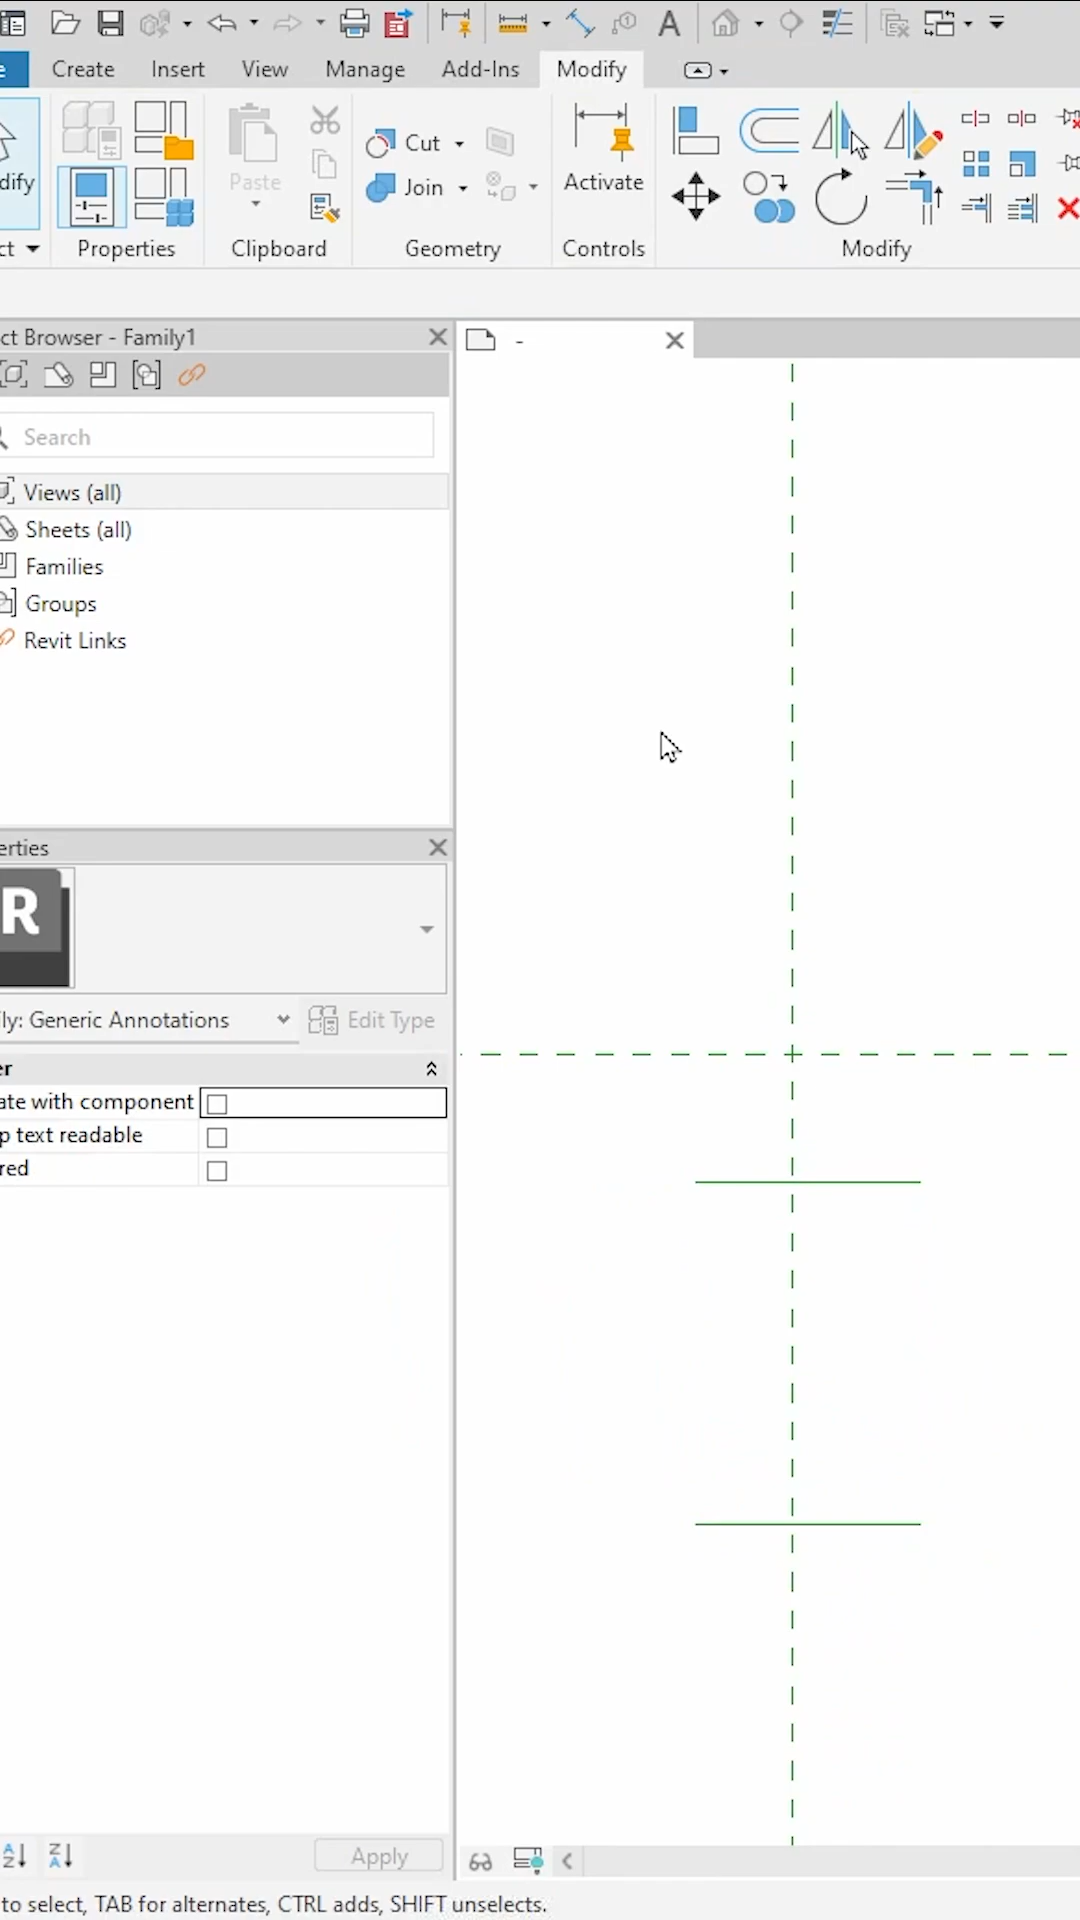 A
e Create Insert View Manage Add-Ins Modify
Cut
Join
Paste
Activate
dify
ct Properties Clipboard Geometry Controls Modify
ct Browser - Family1
-
Search
Views (all)
Sheets (all)
Families
Groups
Revit Links
erties
R
ly: Generic Annotations Edit Type
er
ate with component
p text readable
red
Apply
to select, TAB for alternates, CTRL adds, SHIFT unselects.